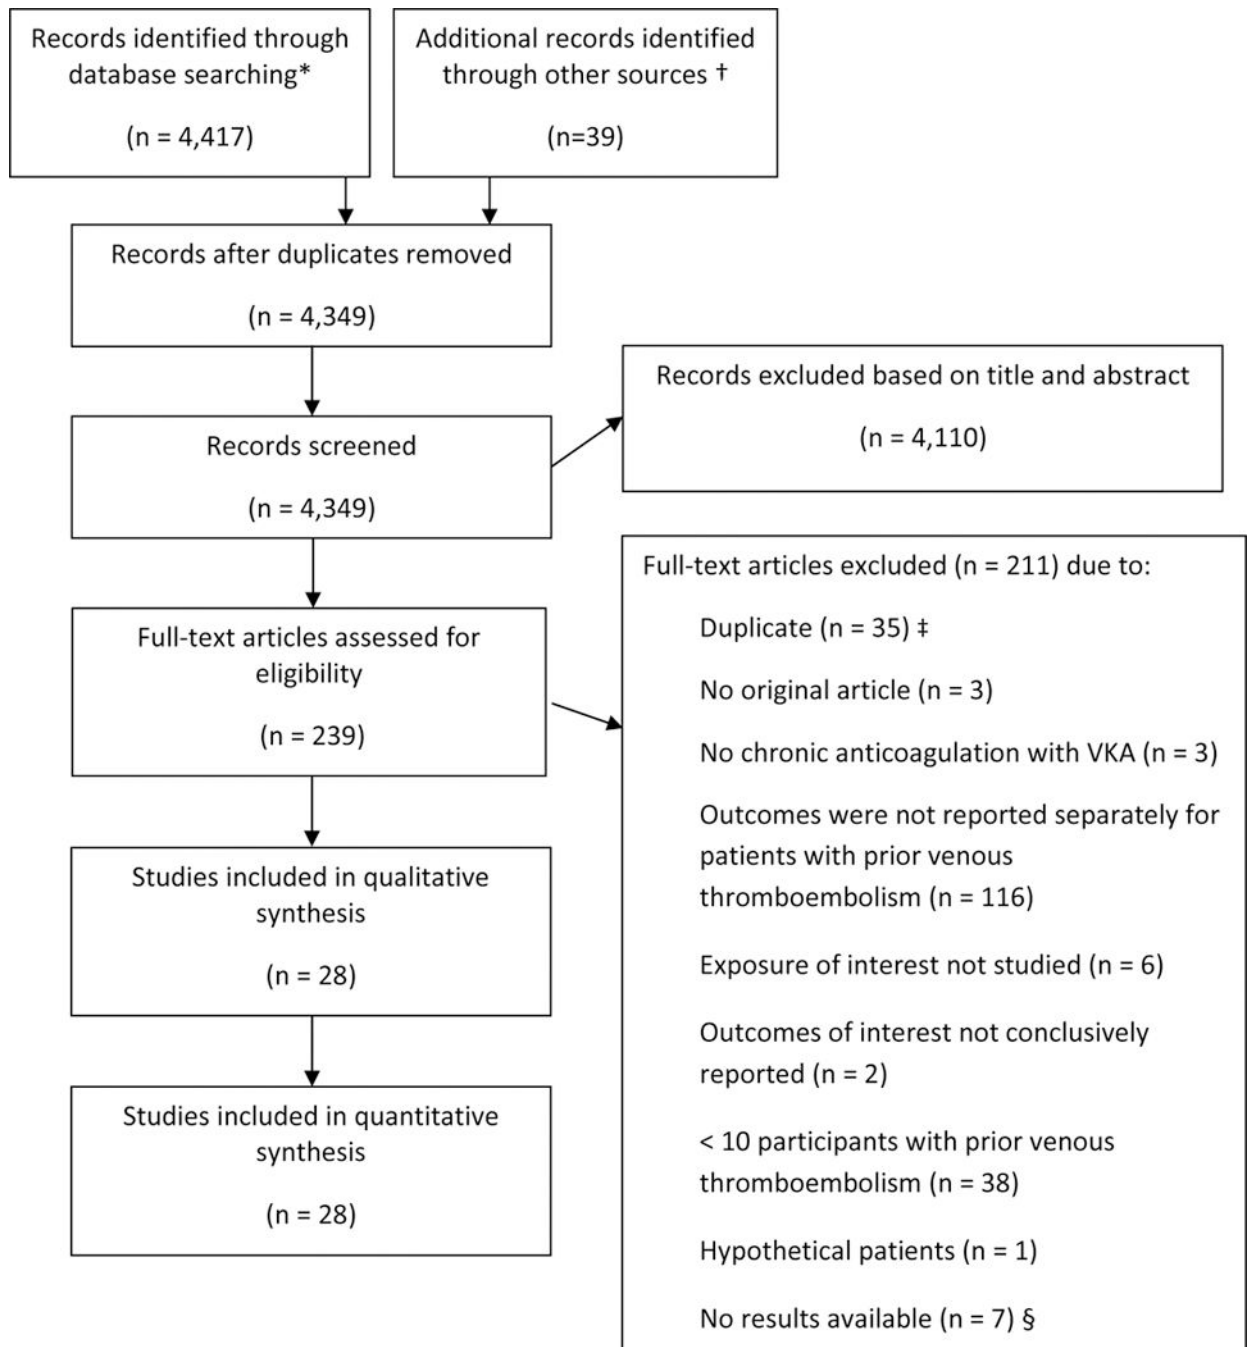 Records identified through
database searching*
(n = 4,417)
Additional records identified
through other sources †
(n=39)
Records after duplicates removed
(n = 4,349)
Records screened
(n = 4,349)
Records excluded based on title and abstract
(n = 4,110)
Full-text articles assessed for
eligibility
(n = 239)
Full-text articles excluded (n = 211) due to:
Duplicate (n = 35) ‡
No original article (n = 3)
No chronic anticoagulation with VKA (n = 3)
Outcomes were not reported separately for
patients with prior venous
thromboembolism (n = 116)
Exposure of interest not studied (n = 6)
Outcomes of interest not conclusively
reported (n = 2)
< 10 participants with prior venous
thromboembolism (n = 38)
Hypothetical patients (n = 1)
No results available (n = 7) §
Studies included in qualitative
synthesis
(n = 28)
Studies included in quantitative
synthesis
(n = 28)